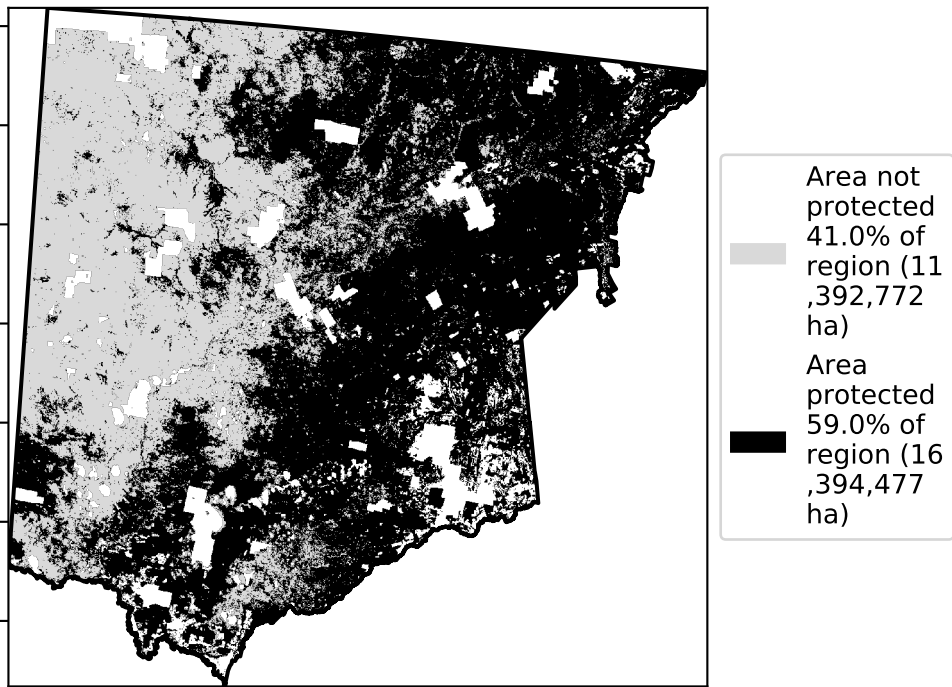 Area not
protected
41.0% of
region (11
,392,772
ha)
Area
protected
59.0% of
region (16
,394,477
ha)